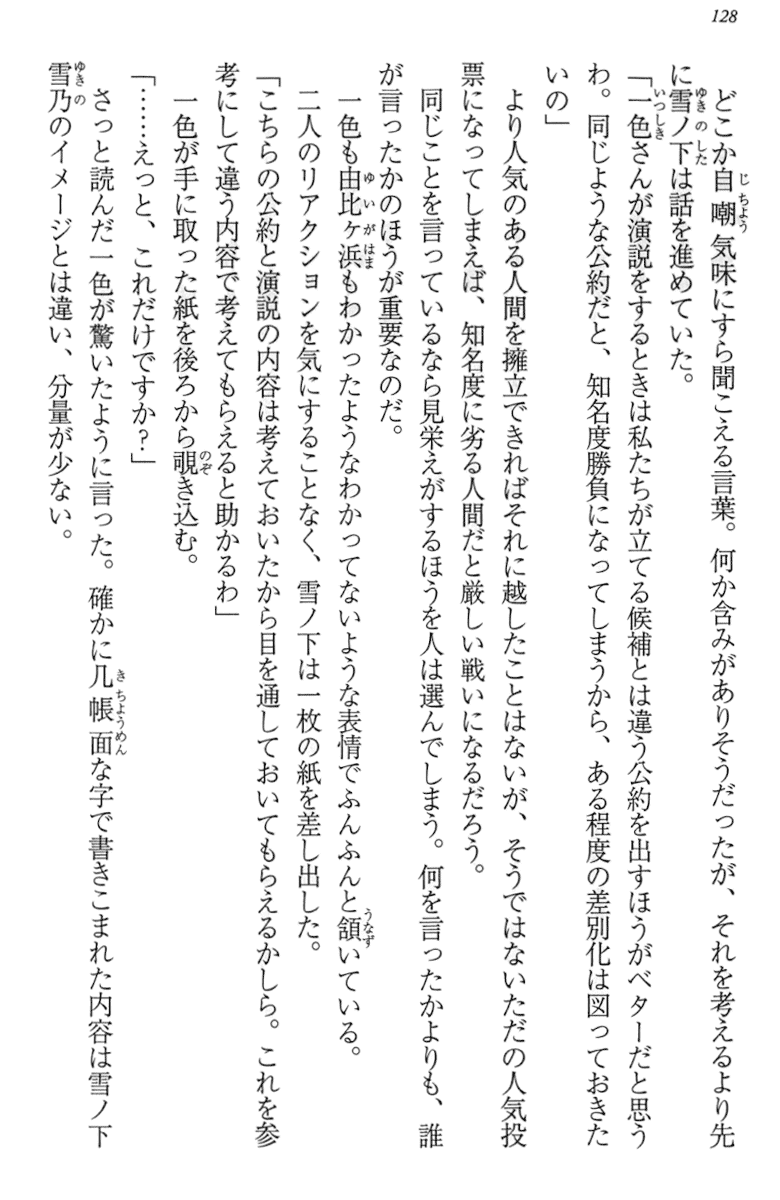 128
どこか自嘲気味にすら聞こえる言葉。何か含みがありそうだったが、それを考えるより先
に雪ノ下は話を進めていた。
「一色さんが演説をするときは私たちが立てる候補とは違う公約を出すほうがベターだと思う
わ。同じような公約だと、知名度勝負になってしまうから、ある程度の差別化は図っておきた
いの」
より人気のある人間を擁立できればそれに越したことはないが、そうではないただの人気投
票になってしまえば、知名度に劣る人間だと厳しい戦いになるだろう。
同じことを言っているなら見栄えがするほうを人は選んでしまう。何を言ったかよりも、誰
が言ったかのほうが重要なのだ。
一色も由比ヶ浜もわかったようなわかってないような表情でふんふんと頷いている。
二人のリアクションを気にすることなく、雪ノ下は一枚の紙を差し出した。
「こちらの公約と演説の内容は考えておいたから目を通しておいてもらえるかしら。これを参
考にして違う内容で考えてもらえると助かるわ」
一色が手に取った紙を後ろから覗き込む。
「……えっと、これだけですか？」
さっと読んだ一色が驚いたように言った。確かに几帳面な字で書きこまれた内容は雪ノ下
雪乃のイメージとは違い、分量が少ない。